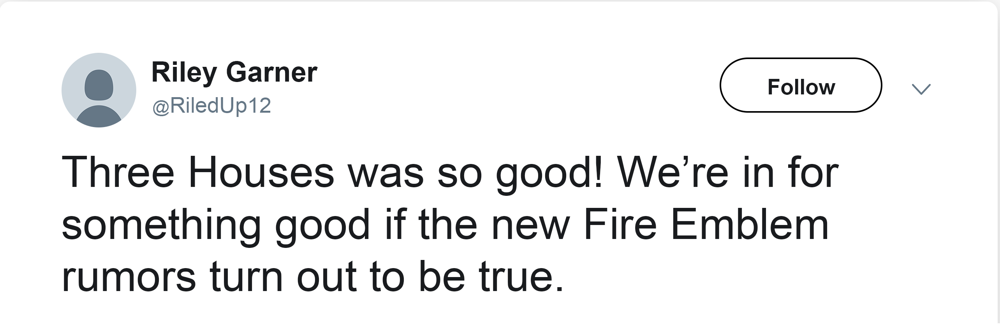 Riley Garner
@RiledUp12
Follow
Three Houses was so good! We’re in for
something good if the new Fire Emblem
rumors turn out to be true.